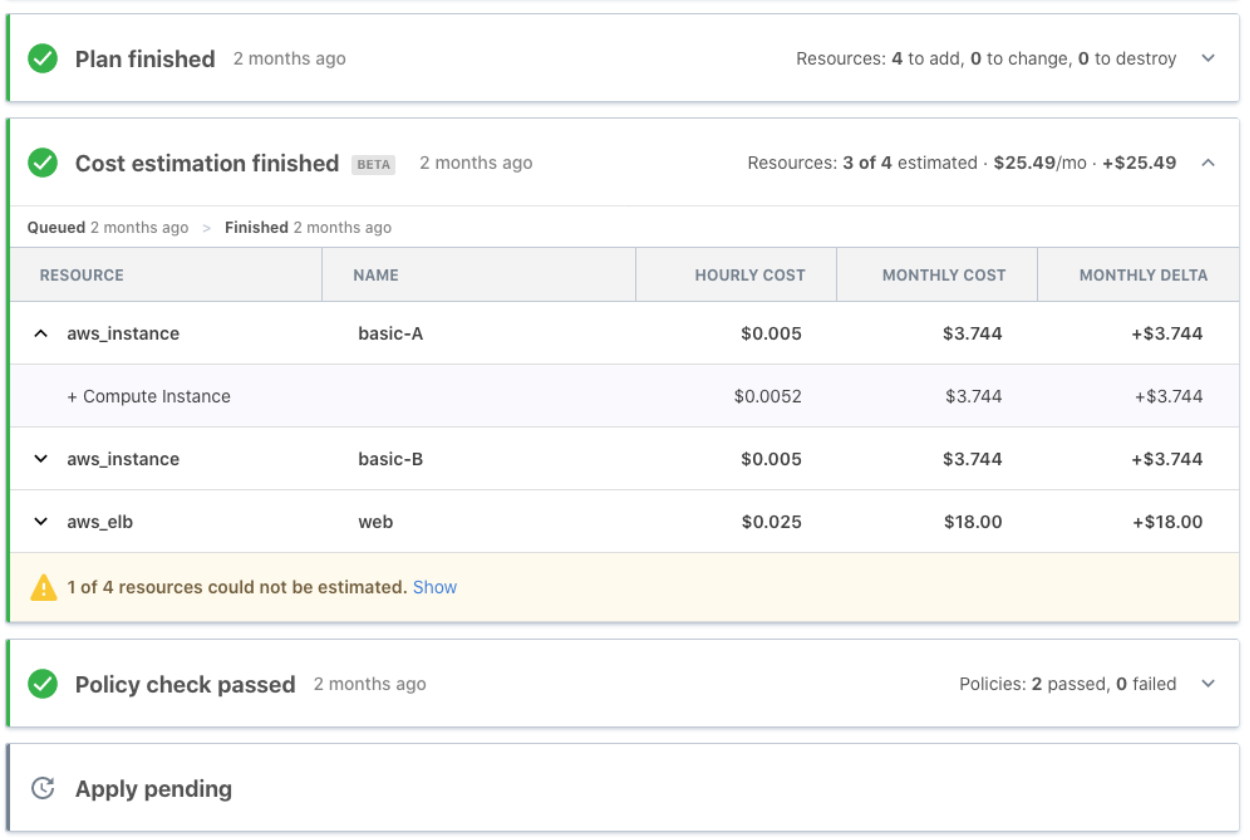 Plan finished 2 months ago Resources: 4 to add, 0 to change, 0 to destroy
Cost estimation finished BETA 2 months ago Resources: 3 of 4 estimated · $25.49/mo · +$25.49
Queued 2 months ago > Finished 2 months ago
RESOURCE NAME HOURLY COST MONTHLY COST MONTHLY DELTA
aws_instance basic-A $0.005 $3.744 +$3.744
+ Compute Instance $0.0052 $3.744 +$3.744
aws_instance basic-B $0.005 $3.744 +$3.744
aws_elb web $0.025 $18.00 +$18.00
1 of 4 resources could not be estimated. Show
Policy check passed 2 months ago Policies: 2 passed, 0 failed
Apply pending